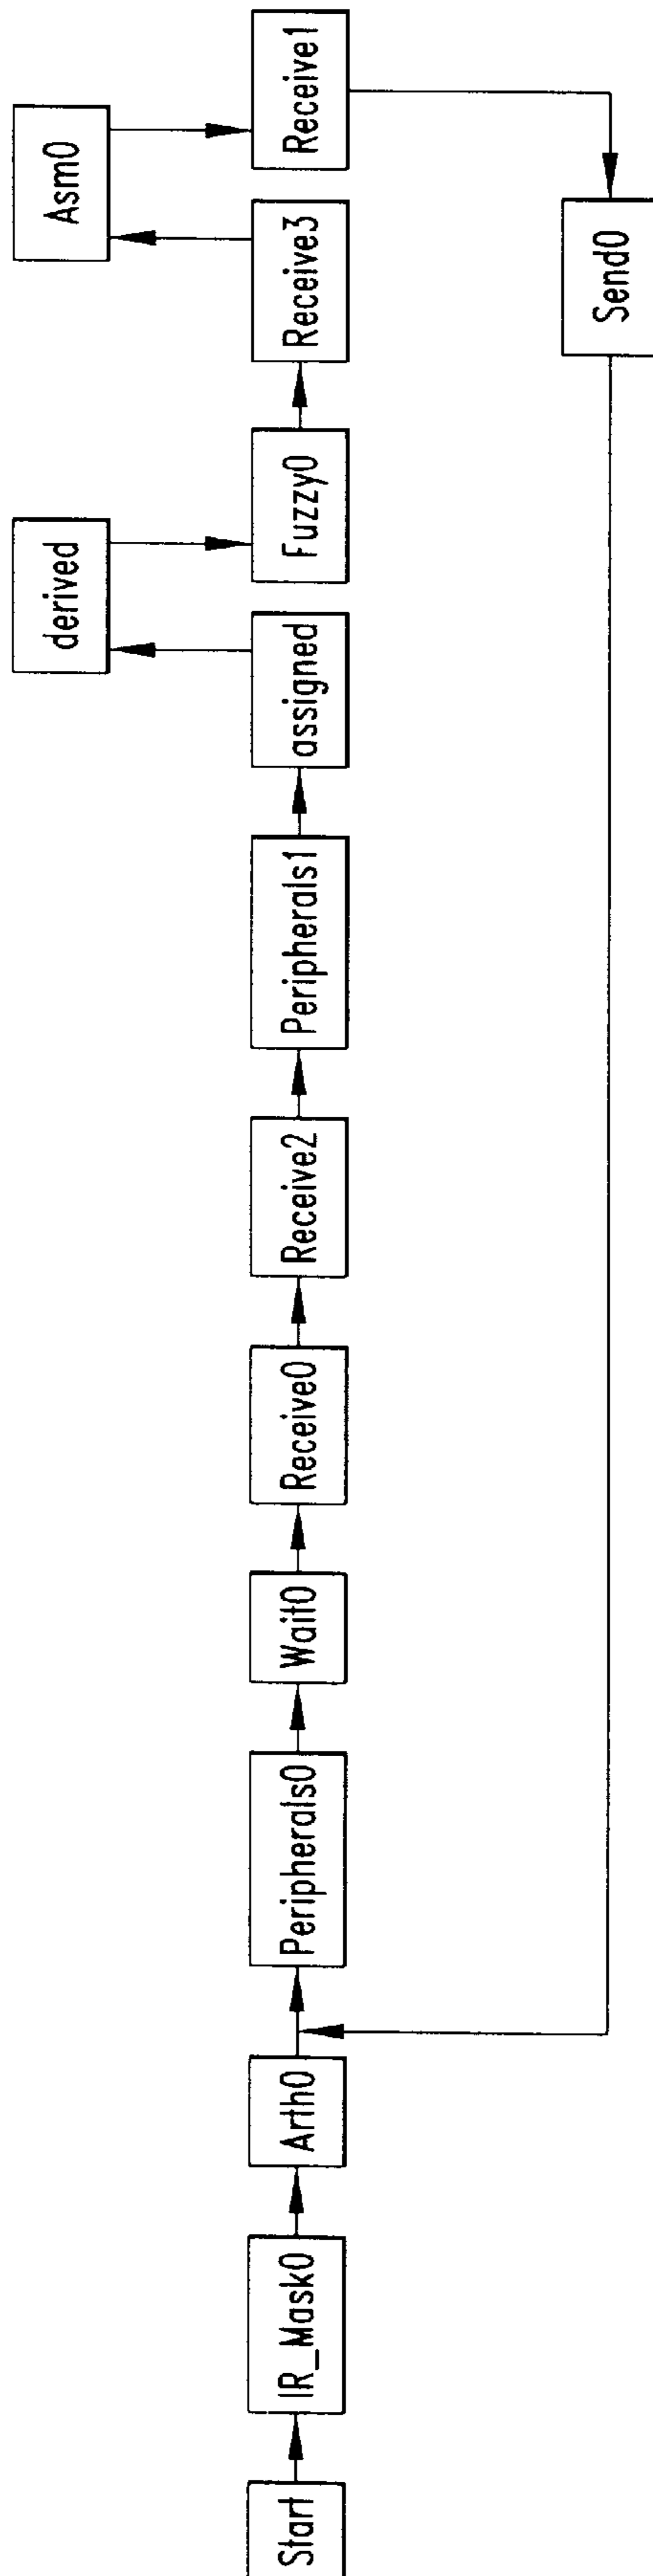 Start
IR_Mask0
Arth0
Peripherals0
Wait0
Receive0
Receive2
Peripherals1
assigned
derived
Fuzzy0
Receive3
Asm0
Receive1
Send0